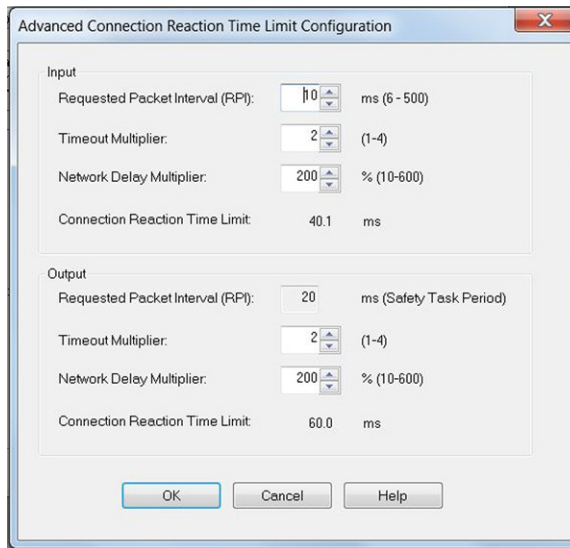 Advanced Connection Reaction Time Limit Configuration
Input
Requested Packet Interval (RPI): 10 ms (6 - 500)
Timeout Multiplier: 2 (1-4)
Network Delay Multiplier: 200 % (10-600)
Connection Reaction Time Limit: 40.1 ms
Output
Requested Packet Interval (RPI): 20 ms (Safety Task Period)
Timeout Multiplier: 2 (1-4)
Network Delay Multiplier: 200 % (10-600)
Connection Reaction Time Limit: 60.0 ms
OK Cancel Help